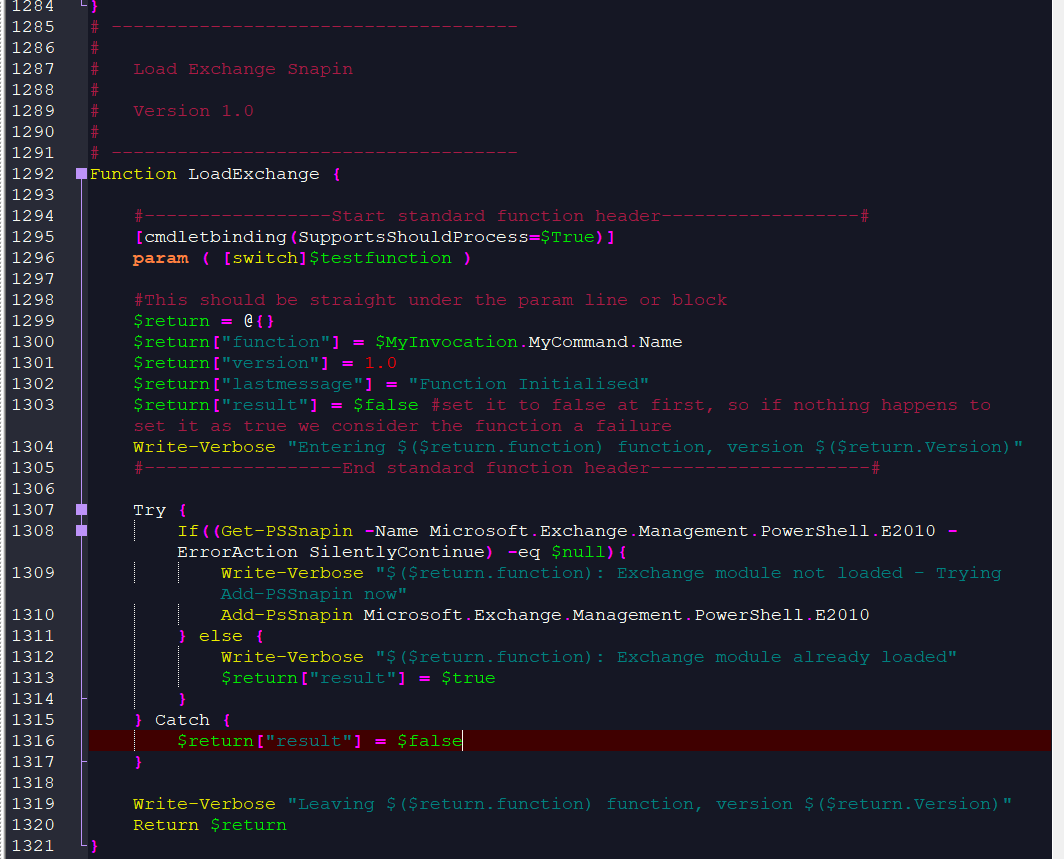 1284 }
1285 # -------------------------------------
1286 #
1287 #   Load Exchange Snapin
1288 #
1289 #   Version 1.0
1290 #
1291 # -------------------------------------
1292 Function LoadExchange {
1293
1294     #-----------------Start standard function header------------------#
1295     [cmdletbinding(SupportsShouldProcess=$True)]
1296     param ( [switch]$testfunction )
1297
1298     #This should be straight under the param line or block
1299     $return = @{}
1300     $return["function"] = $MyInvocation.MyCommand.Name
1301     $return["version"] = 1.0
1302     $return["lastmessage"] = "Function Initialised"
1303     $return["result"] = $false #set it to false at first, so if nothing happens to
     set it as true we consider the function a failure
1304     Write-Verbose "Entering $($return.function) function, version $($return.Version)"
1305     #------------------End standard function header--------------------#
1306
1307     Try {
1308         If((Get-PSSnapin -Name Microsoft.Exchange.Management.PowerShell.E2010 -
         ErrorAction SilentlyContinue) -eq $null){
1309             Write-Verbose "$($return.function): Exchange module not loaded - Trying
             Add-PSSnapin now"
1310             Add-PsSnapin Microsoft.Exchange.Management.PowerShell.E2010
1311         } else {
1312             Write-Verbose "$($return.function): Exchange module already loaded"
1313             $return["result"] = $true
1314         }
1315     } Catch {
1316         $return["result"] = $false
1317     }
1318
1319     Write-Verbose "Leaving $($return.function) function, version $($return.Version)"
1320     Return $return
1321 }